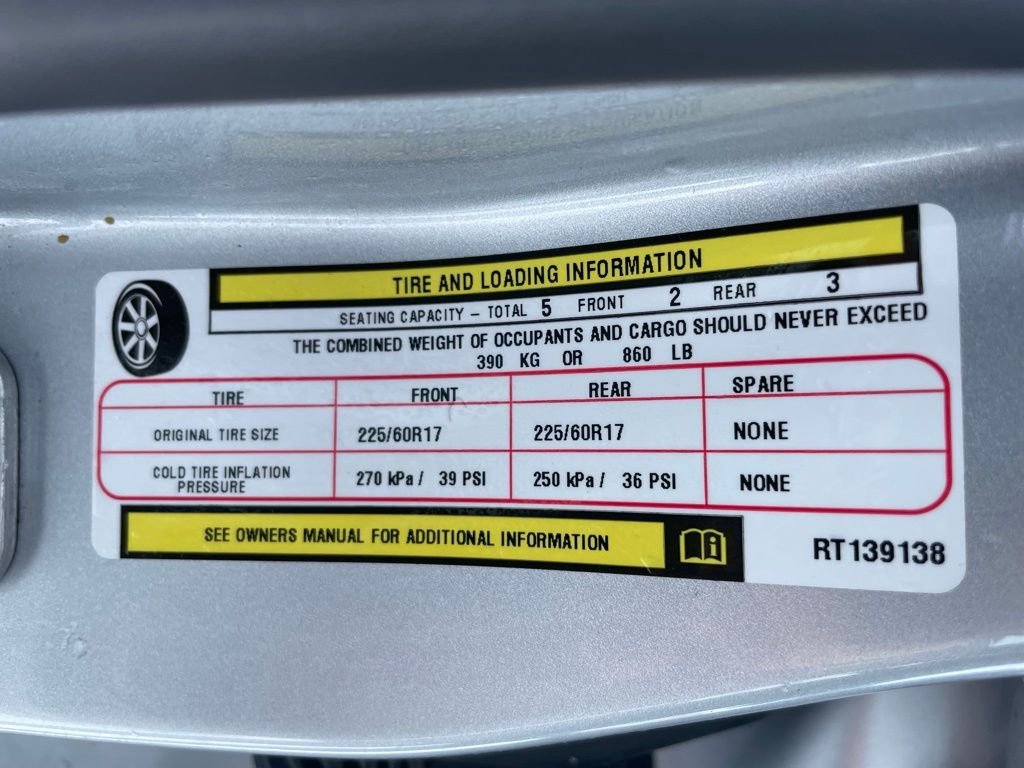 TIRE AND LOADING INFORMATION
SEATING CAPACITY – TOTAL 5 FRONT 2 REAR 3
THE COMBINED WEIGHT OF OCCUPANTS AND CARGO SHOULD NEVER EXCEED
390 KG OR 860 LB
TIRE FRONT REAR SPARE
ORIGINAL TIRE SIZE 225/60R17 225/60R17 NONE
COLD TIRE INFLATION
PRESSURE 270 kPa / 39 PSI 250 kPa / 36 PSI NONE
SEE OWNERS MANUAL FOR ADDITIONAL INFORMATION
RT139138